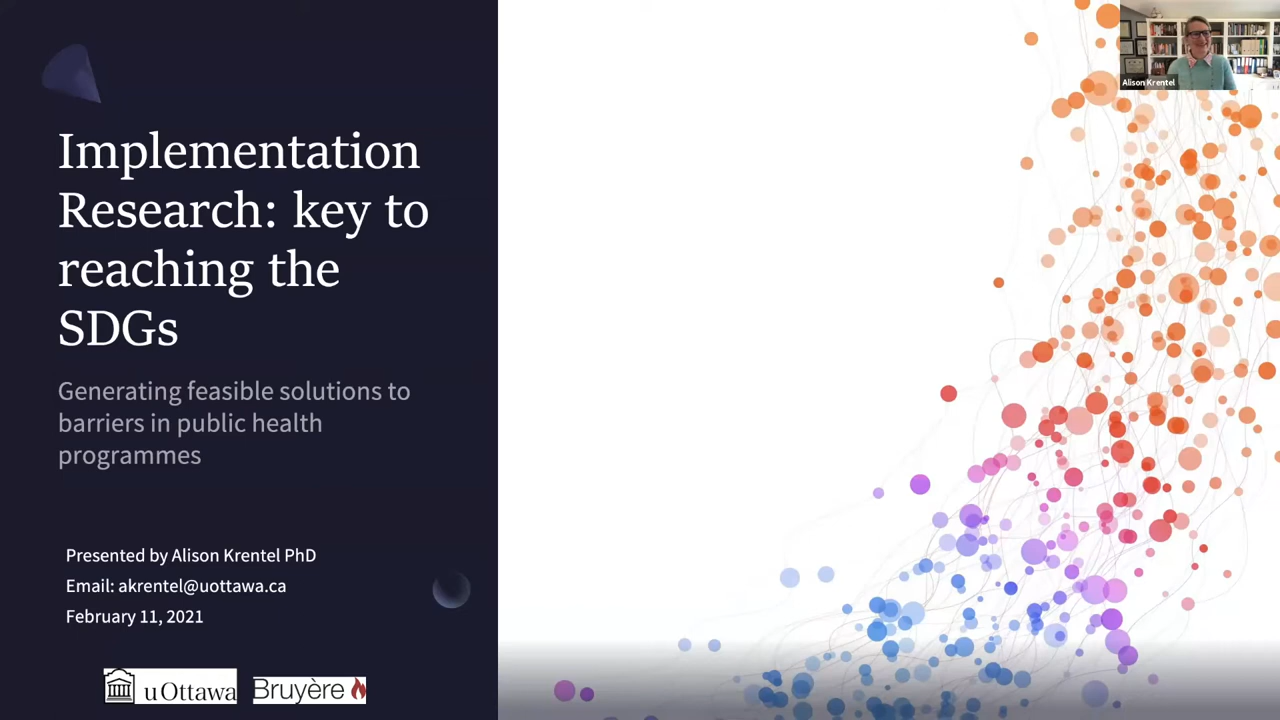 Implementation
Research: key to
reaching the
SDGs
Generating feasible solutions to
barriers in public health
programmes
Presented by Alison Krentel PhD
Email: akrentel@uottawa.ca
February 11, 2021
uOttawa
Bruyère
Alison Krentel